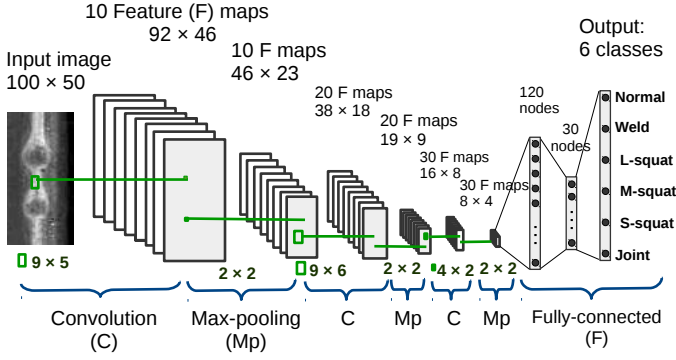 10 Feature (F) maps
92 × 46
Output:
6 classes
10 F maps
46 × 23
Input image
100 × 50
20 F maps
38 × 18
120
nodes
20 F maps
19 × 9
30
nodes
30 F maps
16 × 8
30 F maps
8 × 4
Normal
Weld
L-squat
M-squat
S-squat
Joint
9 × 5
2 × 2
9 × 6
2 × 2
4 × 2
2 × 2
Convolution
(C)
Max-pooling
(Mp)
C
Mp
C
Mp
Fully-connected
(F)